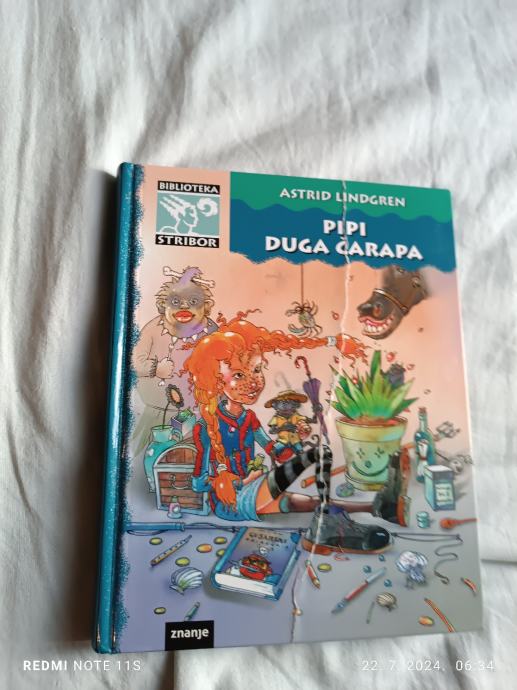 BIBLIOTEKA
STRIBOR
ASTRID LINDGREN
PIPI
DUGA ČARAPA
znanje
REDMI NOTE 11S
22. 7. 2024, 06:34